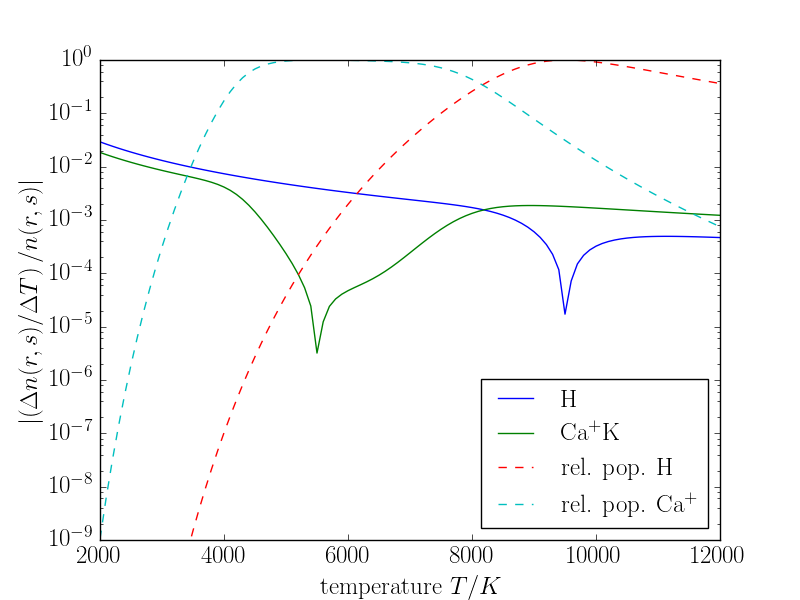 10^0
10^-1
10^-2
10^-3
10^-4
10^-5
10^-6
10^-7
10^-8
10^-9
|(Δn(r,s)/ΔT)/n(r,s)|
H
Ca^+K
rel. pop. H
rel. pop. Ca^+
2000 4000 6000 8000 10000 12000
temperature T/K